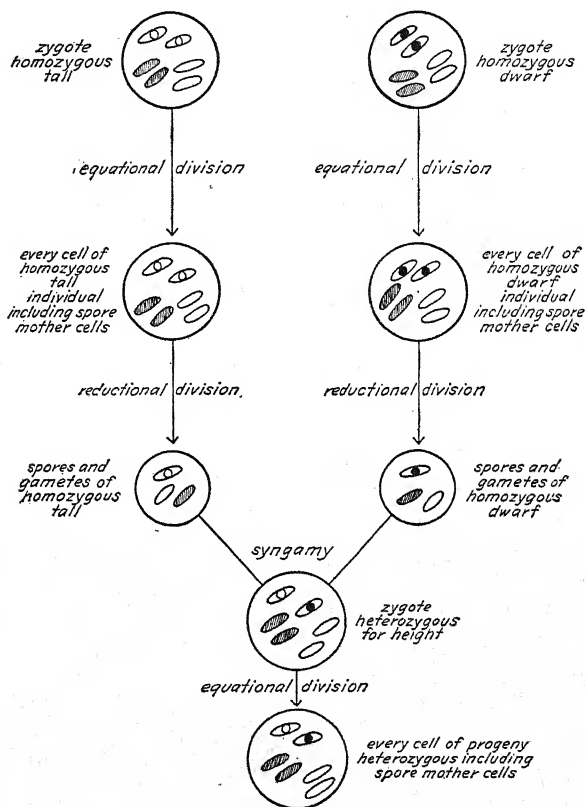 zygote
homozygous
tall
zygote
homozygous
dwarf
equational division
equational division
every cell of
homozygous
tall
individual
including spore
mother cells
every cell of
homozygous
dwarf
individual
including spore
mother cells
reductional division
reductional division
spores and
gametes of
homozygous
tall
spores and
gametes of
homozygous
dwarf
syngamy
zygote
heterozygous
for height
equational division
every cell of progeny
heterozygous including
spore mother cells